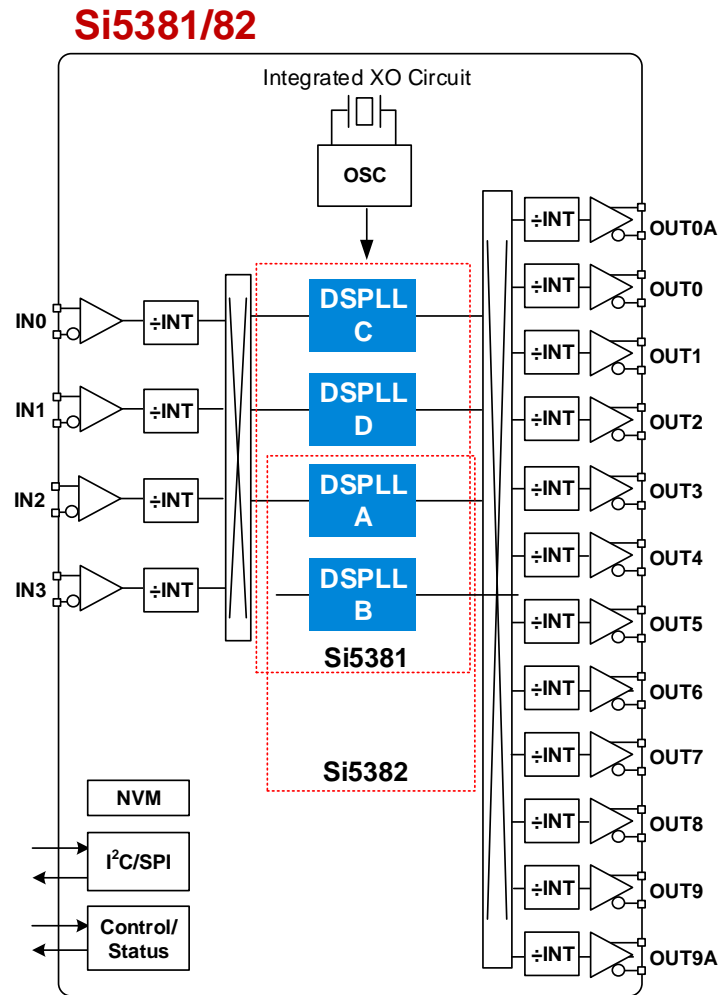 Si5381/82
Integrated XO Circuit
OSC
÷INT
OUT0A
DSPLL
C
÷INT
OUT0
IN0
÷INT
÷INT
OUT1
DSPLL
D
IN1
÷INT
÷INT
OUT2
DSPLL
A
IN2
÷INT
÷INT
OUT3
÷INT
OUT4
DSPLL
B
IN3
÷INT
÷INT
OUT5
Si5381
÷INT
OUT6
Si5382
÷INT
OUT7
NVM
÷INT
OUT8
I²C/SPI
÷INT
OUT9
Control/
Status
÷INT
OUT9A